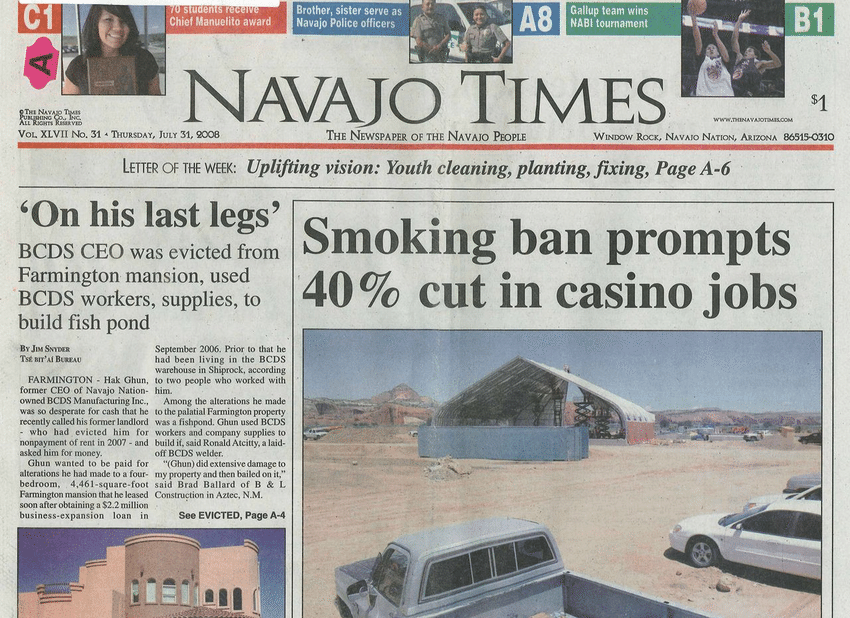 C1
70 students receive
Chief Manuelito award
Brother, sister serve as
Navajo Police officers
A8
Gallup team wins
NABI tournament
B1
A
NAVAJO TIMES
$1
© THE NAVAJO TIMES
PUBLISHING CO., INC.
ALL RIGHTS RESERVED
WWW.THENAVAJOTIMES.COM
VOL. XLVII NO. 31 • THURSDAY, JULY 31, 2008
THE NEWSPAPER OF THE NAVAJO PEOPLE
WINDOW ROCK, NAVAJO NATION, ARIZONA 86515-0310
LETTER OF THE WEEK: Uplifting vision: Youth cleaning, planting, fixing, Page A-6
‘On his last legs’
BCDS CEO was evicted from
Farmington mansion, used
BCDS workers, supplies, to
build fish pond
BY JIM SNYDER
TSÉ BIT'AÍ BUREAU
FARMINGTON - Hak Ghun,
former CEO of Navajo Nation-
owned BCDS Manufacturing Inc.,
was so desperate for cash that he
recently called his former landlord
- who had evicted him for
nonpayment of rent in 2007 - and
asked him for money.
Ghun wanted to be paid for
alterations he had made to a four-
bedroom, 4,461-square-foot
Farmington mansion that he leased
soon after obtaining a $2.2 million
business-expansion loan in
September 2006. Prior to that he
had been living in the BCDS
warehouse in Shiprock, according
to two people who worked with
him.
Among the alterations he made
to the palatial Farmington property
was a fishpond. Ghun used BCDS
workers and company supplies to
build it, said Ronald Atcitty, a laid-
off BCDS welder.
“(Ghun) did extensive damage to
my property and then bailed on it,”
said Brad Ballard of B & L
Construction in Aztec, N.M.
See EVICTED, Page A-4
Smoking ban prompts
40% cut in casino jobs